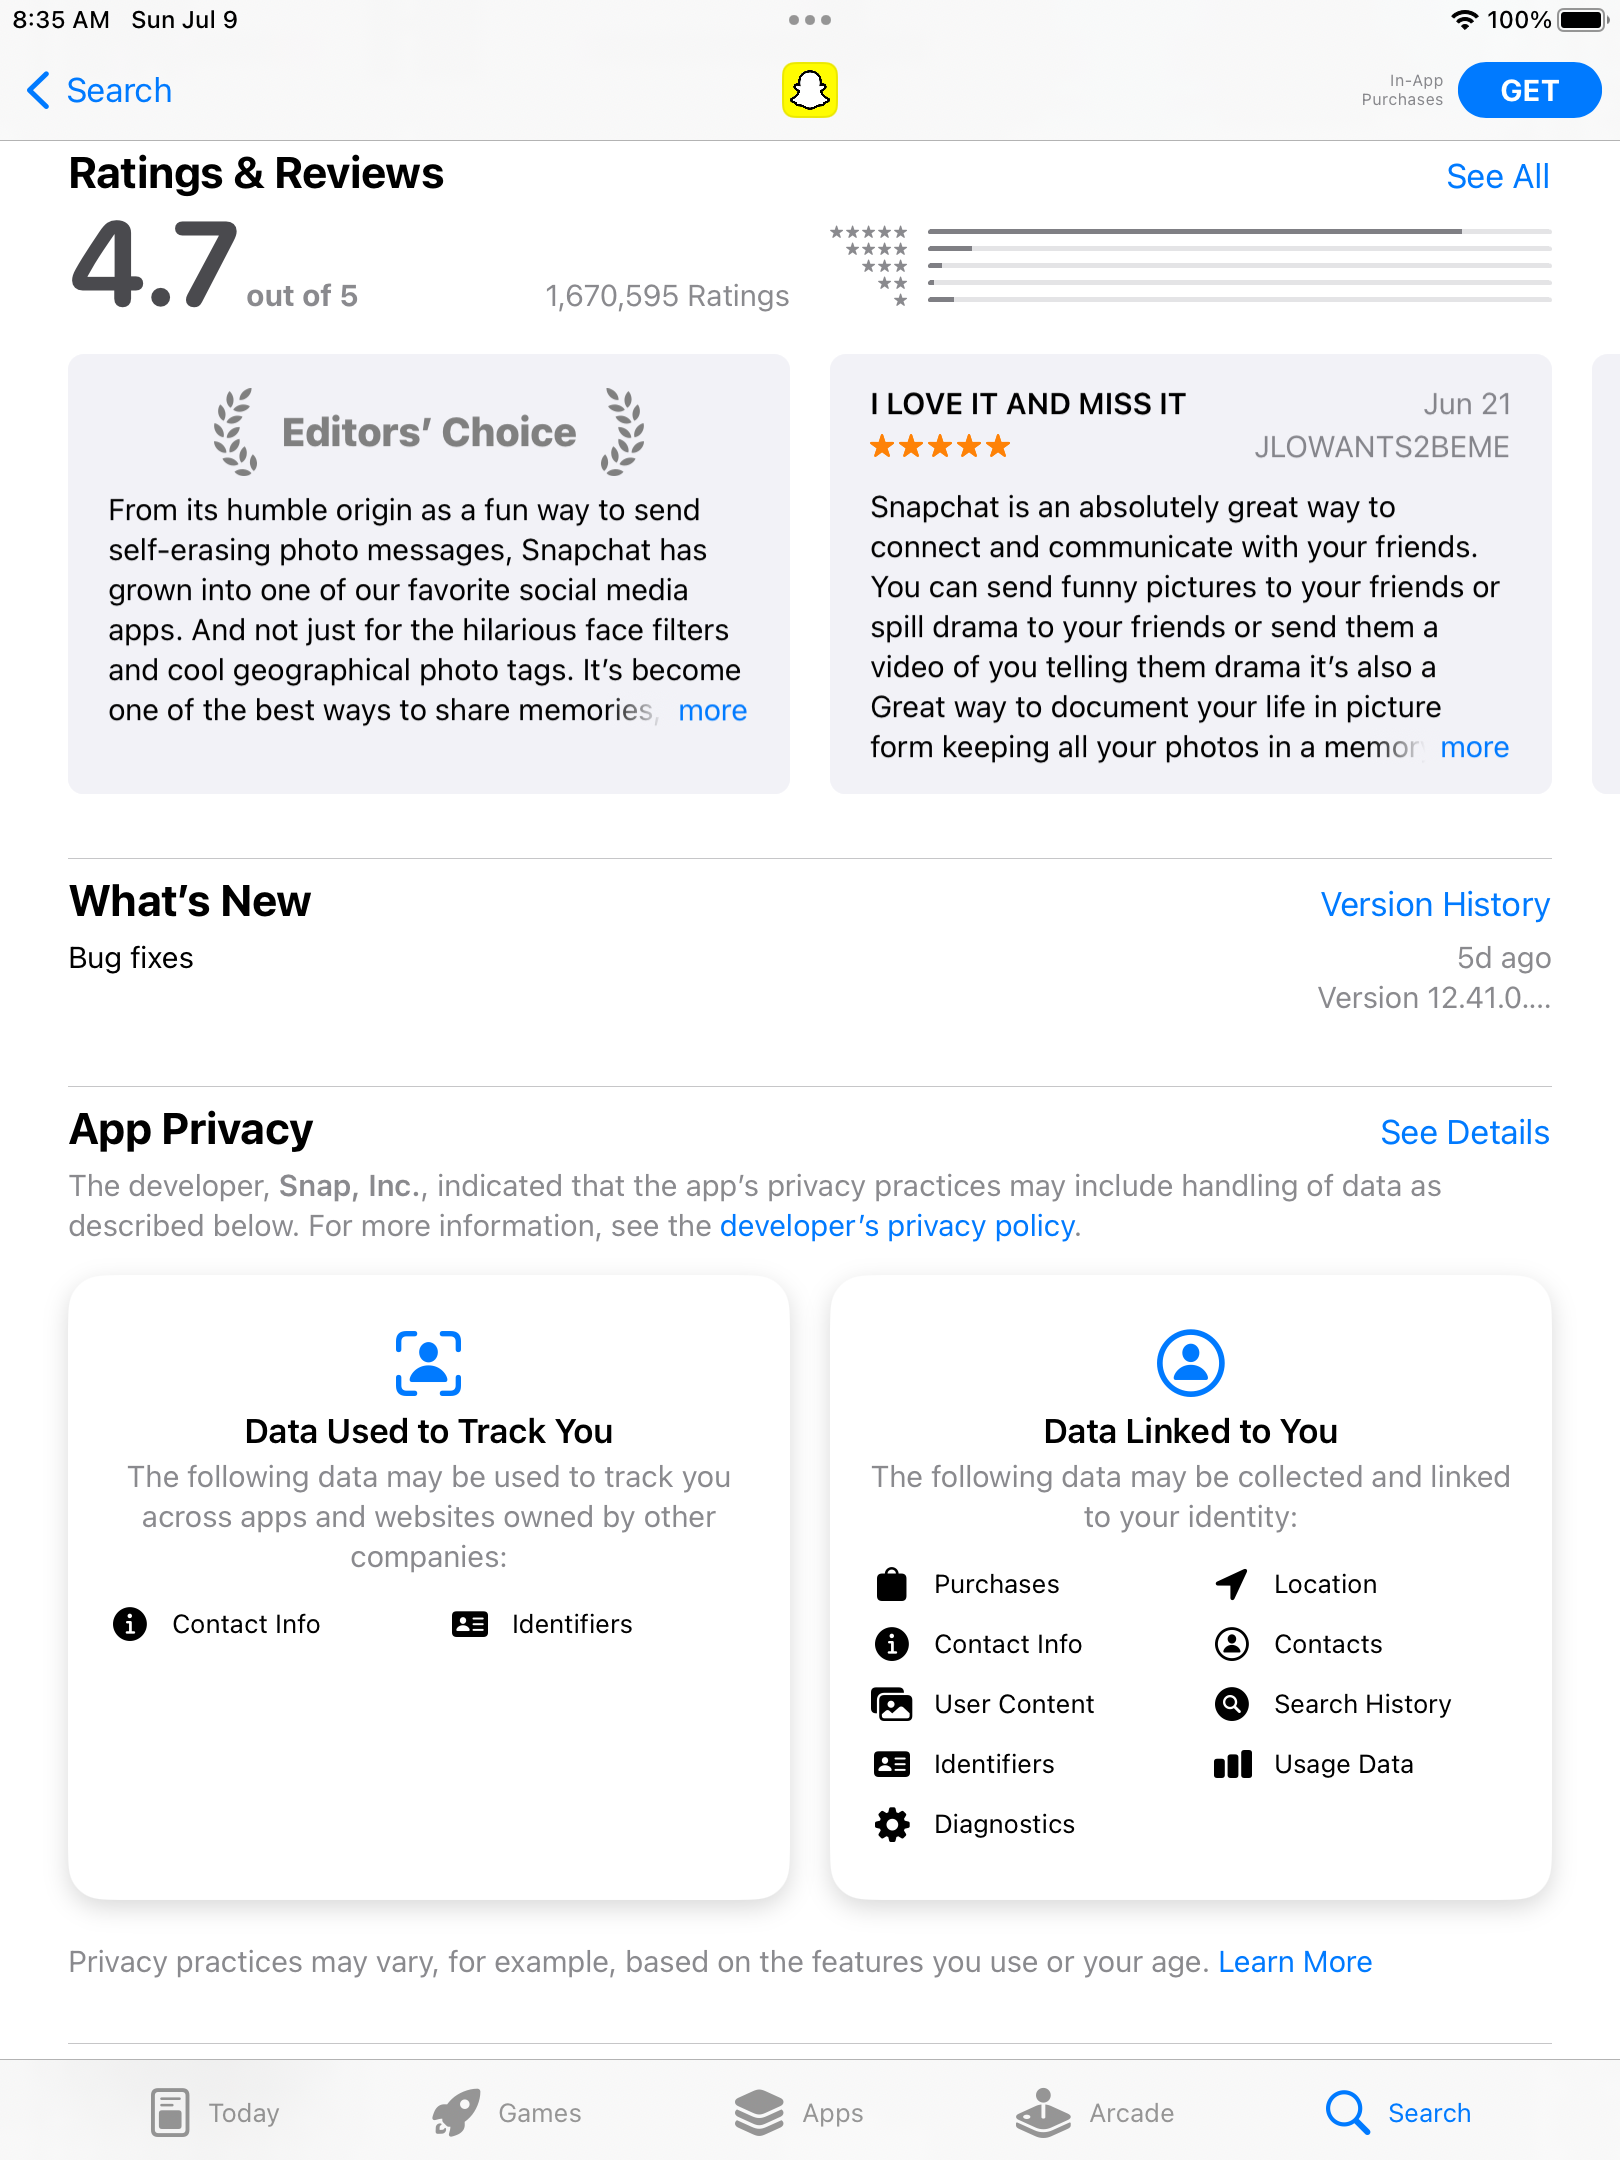 8:35 AM Sun Jul 9
100%
Search
In-App
Purchases
GET
Ratings & Reviews
See All
4.7 out of 5
1,670,595 Ratings
Editors’ Choice
From its humble origin as a fun way to send
self-erasing photo messages, Snapchat has
grown into one of our favorite social media
apps. And not just for the hilarious face filters
and cool geographical photo tags. It’s become
one of the best ways to share memories, more
I LOVE IT AND MISS IT
Jun 21
JLOWANTS2BEME
Snapchat is an absolutely great way to
connect and communicate with your friends.
You can send funny pictures to your friends or
spill drama to your friends or send them a
video of you telling them drama it’s also a
Great way to document your life in picture
form keeping all your photos in a memory more
What’s New
Version History
Bug fixes
5d ago
Version 12.41.0....
App Privacy
See Details
The developer, Snap, Inc., indicated that the app’s privacy practices may include handling of data as
described below. For more information, see the developer’s privacy policy.
Data Used to Track You
The following data may be used to track you
across apps and websites owned by other
companies:
Contact Info
Identifiers
Data Linked to You
The following data may be collected and linked
to your identity:
Purchases
Location
Contact Info
Contacts
User Content
Search History
Identifiers
Usage Data
Diagnostics
Privacy practices may vary, for example, based on the features you use or your age. Learn More
Today
Games
Apps
Arcade
Search